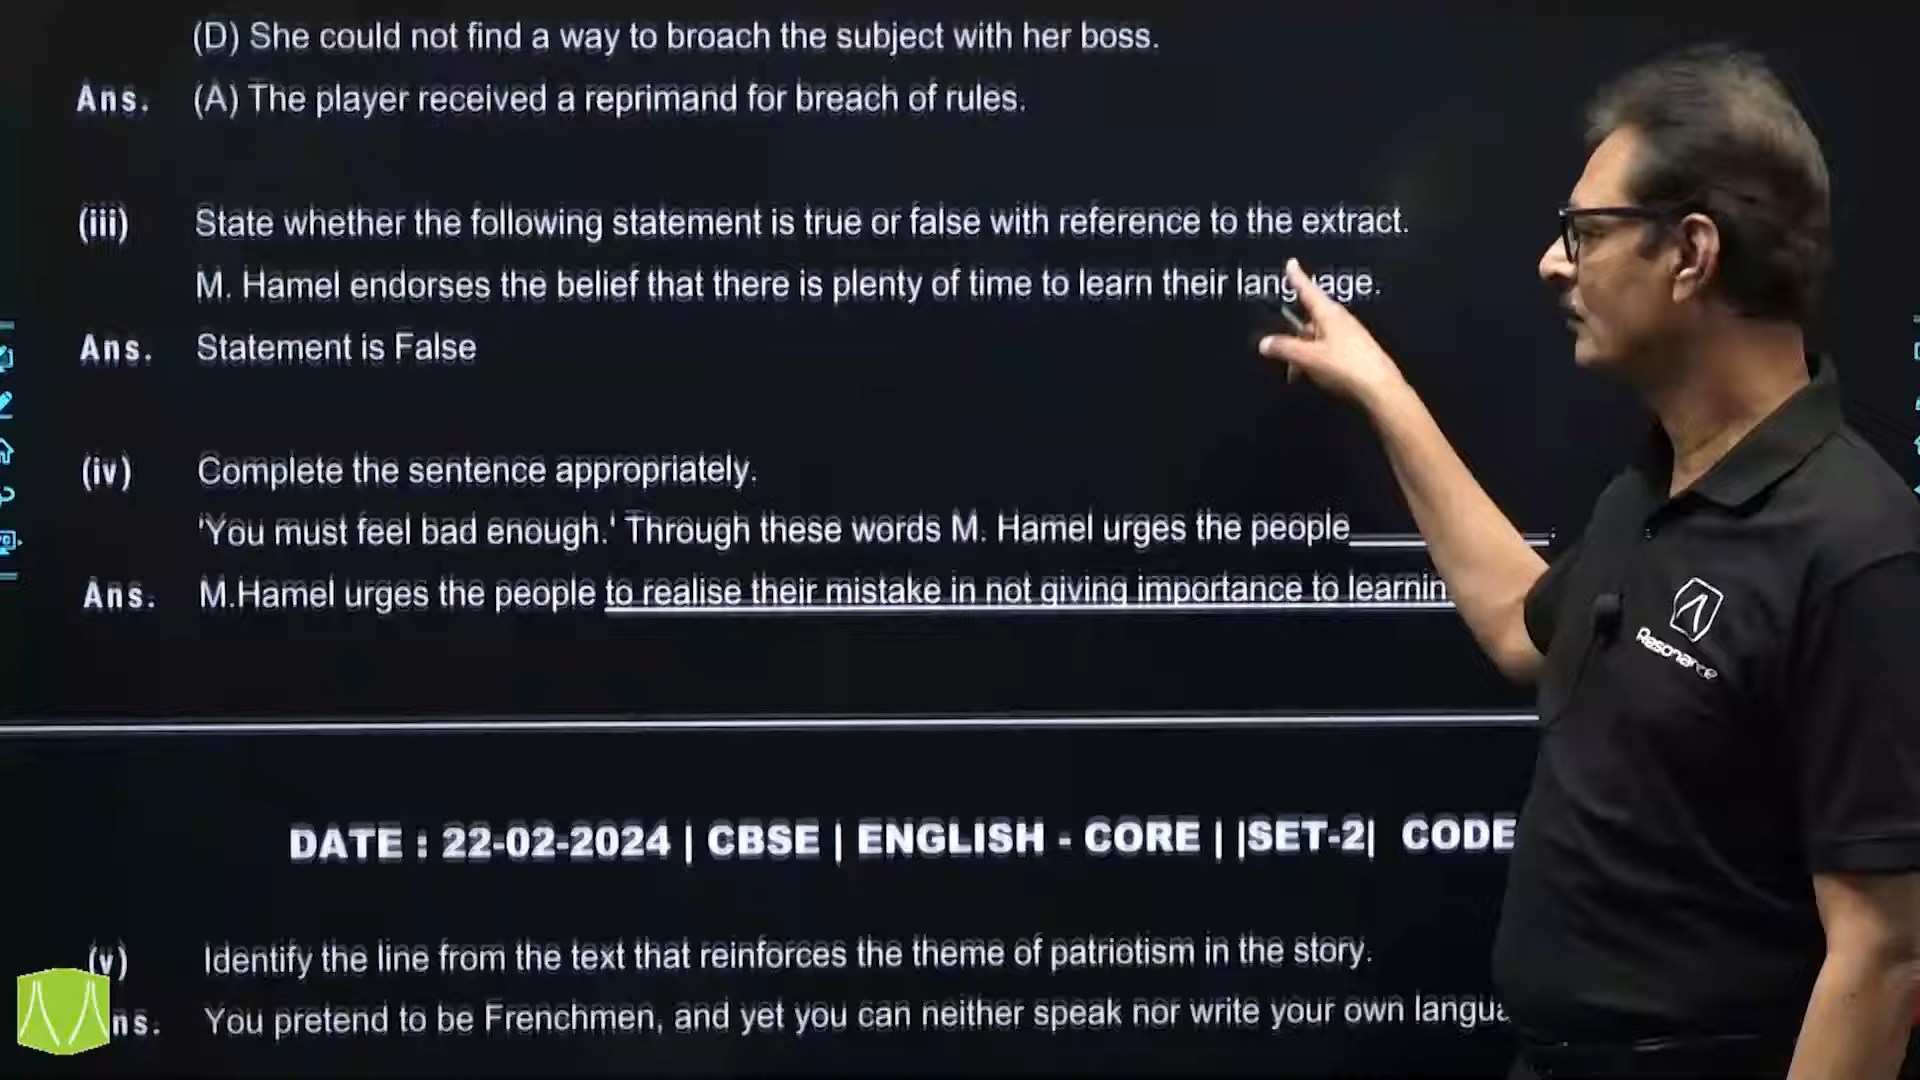 (D) She could not find a way to broach the subject with her boss.
Ans. (A) The player received a reprimand for breach of rules.
(iii) State whether the following statement is true or false with reference to the extract.
M. Hamel endorses the belief that there is plenty of time to learn their language.
Ans. Statement is False
(iv) Complete the sentence appropriately.
'You must feel bad enough.' Through these words M. Hamel urges the people__________.
Ans. M.Hamel urges the people to realise their mistake in not giving importance to learnin
DATE : 22-02-2024 | CBSE | ENGLISH - CORE | |SET-2| CODE
(v) Identify the line from the text that reinforces the theme of patriotism in the story.
ns. You pretend to be Frenchmen, and yet you can neither speak nor write your own langua
Resonance